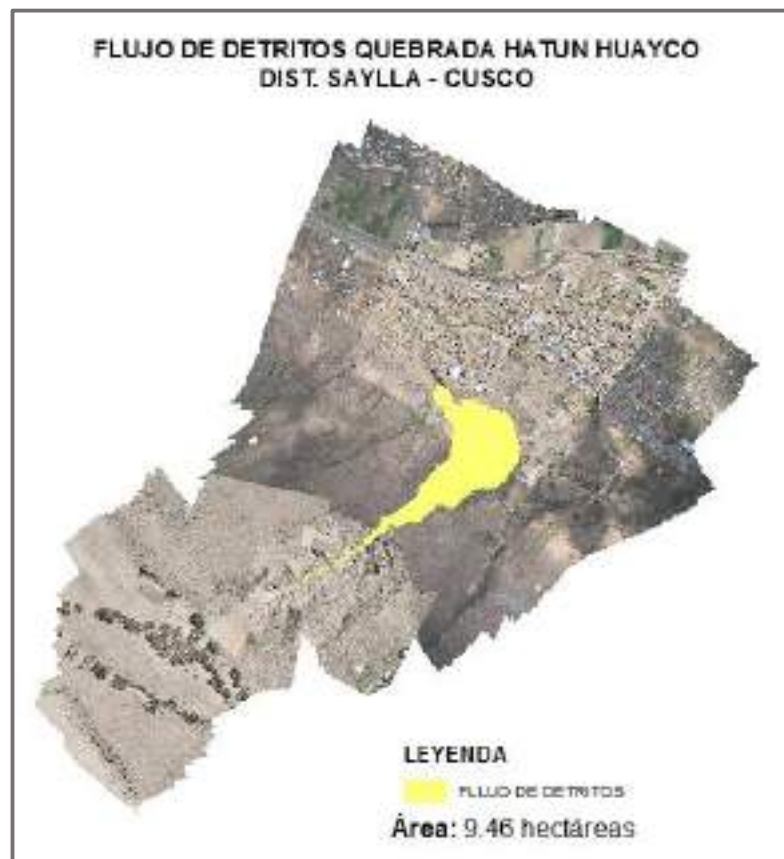 FLUJO DE DETRITOS QUEBRADA HATUN HUAYCO
DIST. SAYLLA - CUSCO
LEYENDA
FLUJO DE DETRITOS
Área: 9.46 hectáreas